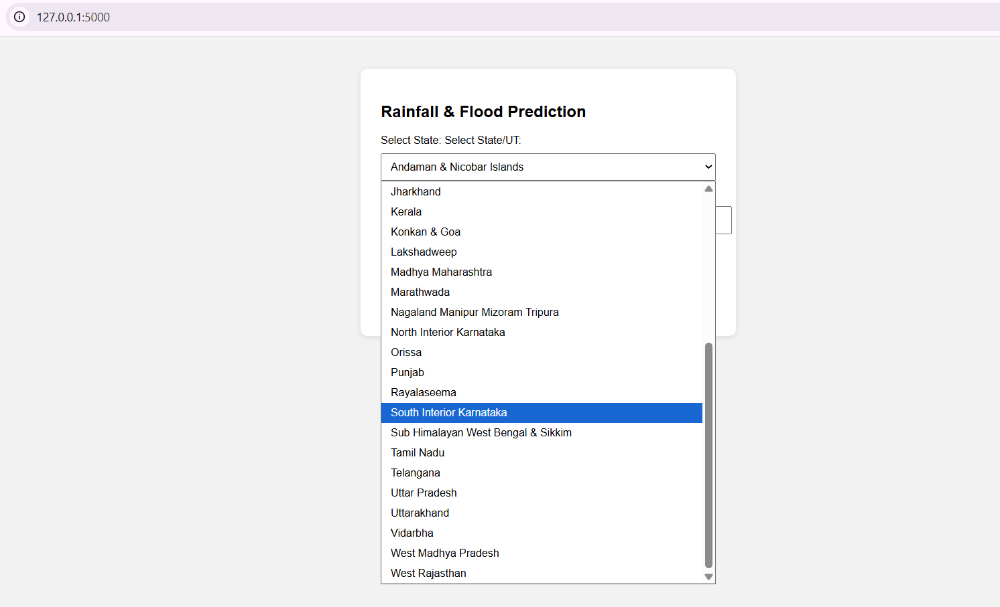 127.0.0.1:5000
Rainfall & Flood Prediction
Select State: Select State/UT:
Andaman & Nicobar Islands
Jharkhand
Kerala
Konkan & Goa
Lakshadweep
Madhya Maharashtra
Marathwada
Nagaland Manipur Mizoram Tripura
North Interior Karnataka
Orissa
Punjab
Rayalaseema
South Interior Karnataka
Sub Himalayan West Bengal & Sikkim
Tamil Nadu
Telangana
Uttar Pradesh
Uttarakhand
Vidarbha
West Madhya Pradesh
West Rajasthan